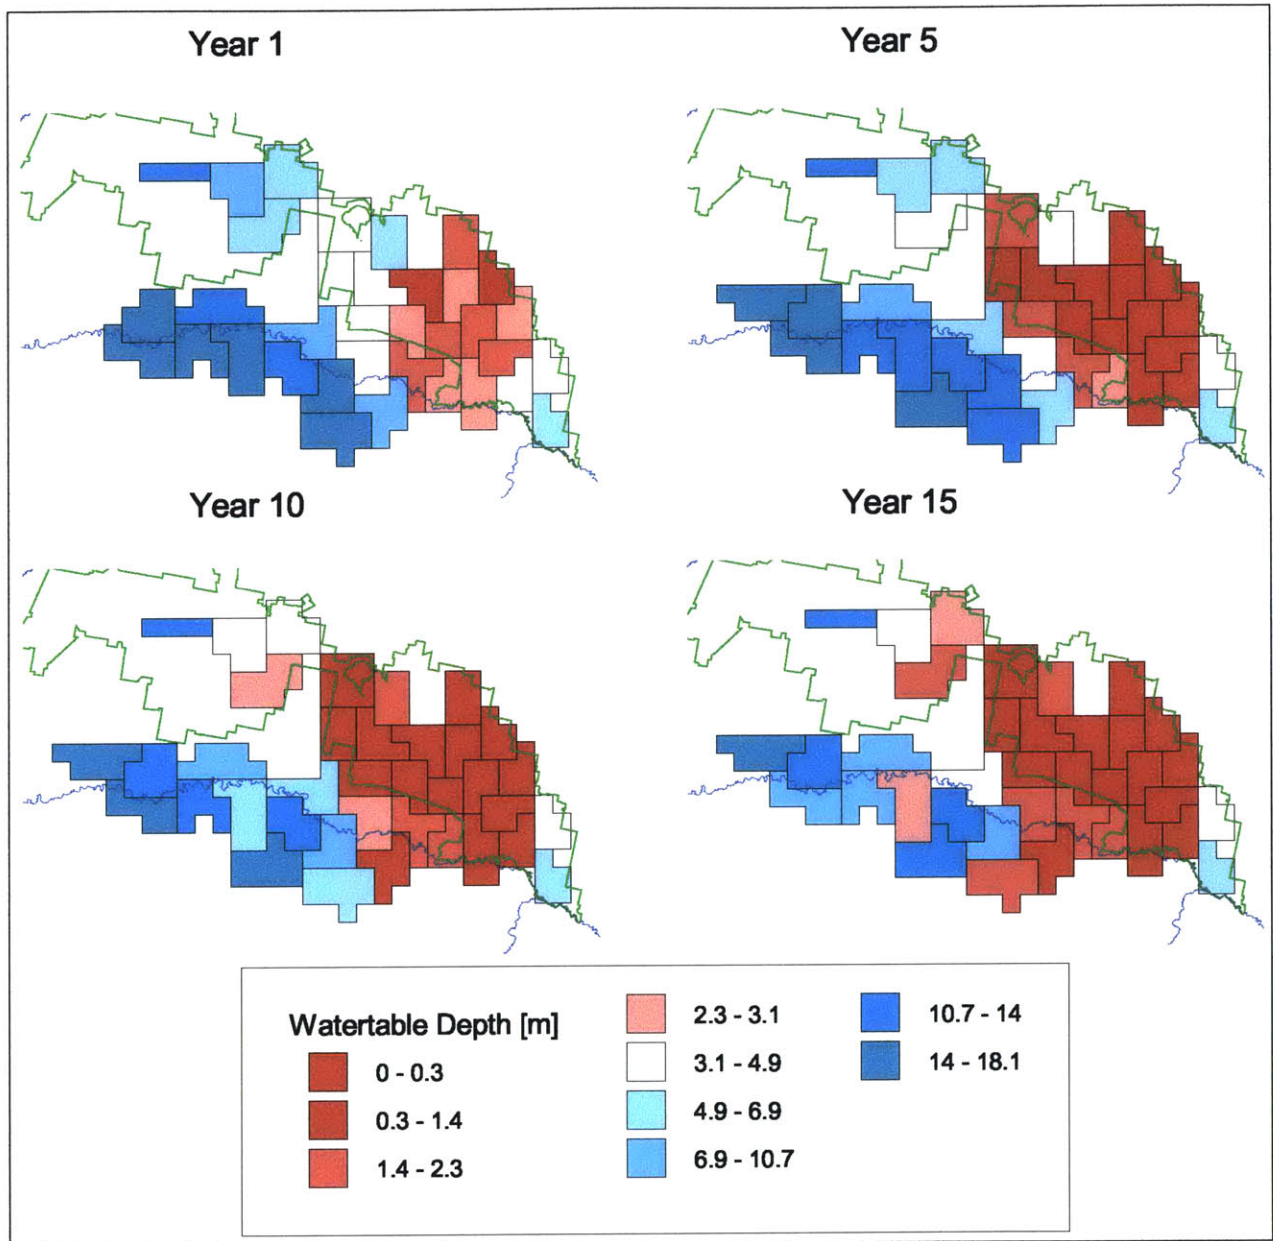 Year 1
Year 5
Year 10
Year 15
Watertable Depth [m]
0 - 0.3
0.3 - 1.4
1.4 - 2.3
2.3 - 3.1
3.1 - 4.9
4.9 - 6.9
6.9 - 10.7
10.7 - 14
14 - 18.1